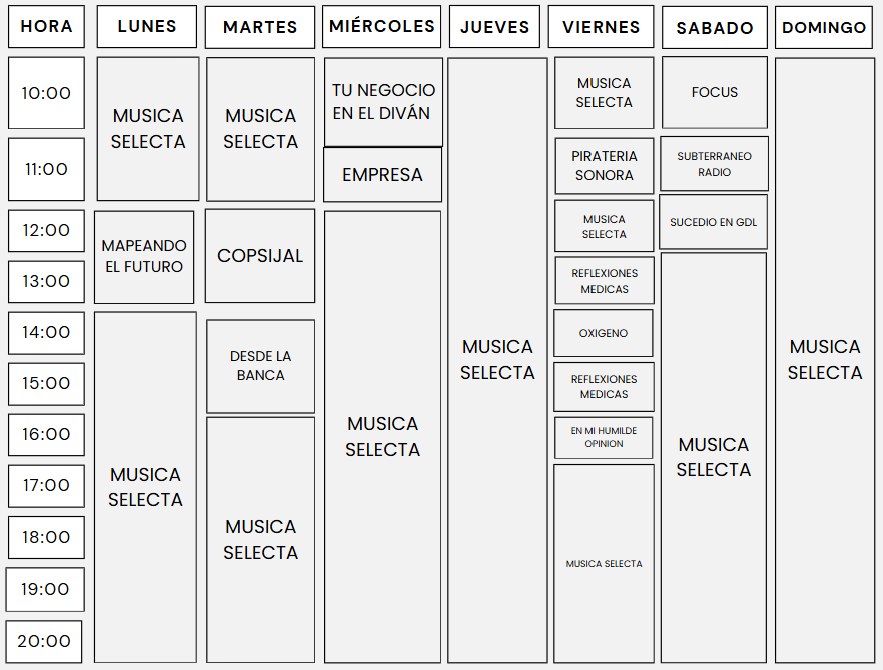 HORA
LUNES
MARTES
MIÉRCOLES
JUEVES
VIERNES
SABADO
DOMINGO
10:00
11:00
12:00
13:00
14:00
15:00
16:00
17:00
18:00
19:00
20:00
MUSICA
SELECTA
MAPEANDO
EL FUTURO
MUSICA
SELECTA
MUSICA
SELECTA
COPSIJAL
DESDE LA
BANCA
MUSICA
SELECTA
TU NEGOCIO
EN EL DIVÁN
EMPRESA
MUSICA
SELECTA
MUSICA
SELECTA
MUSICA
SELECTA
PIRATERIA
SONORA
MUSICA
SELECTA
REFLEXIONES
MEDICAS
OXIGENO
REFLEXIONES
MEDICAS
EN MI HUMILDE
OPINION
MUSICA SELECTA
FOCUS
SUBTERRANEO
RADIO
SUCEDIO EN GDL
MUSICA
SELECTA
MUSICA
SELECTA